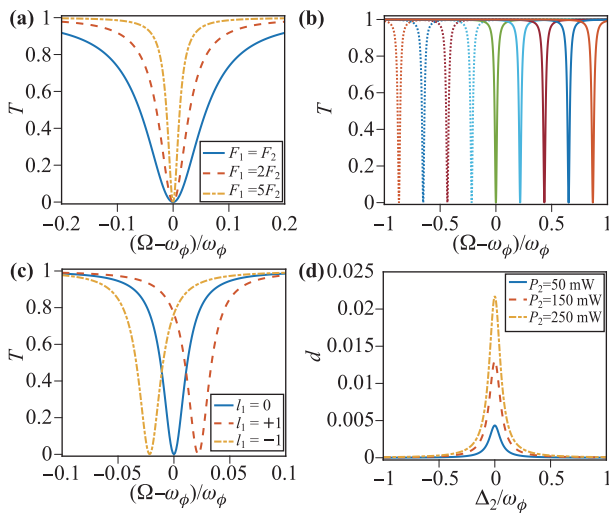 (a)
1
0.8
0.6
0.4
0.2
0
T
F1 = F2
F1 =2F2
F1 =5F2
−0.2 −0.1 0 0.1 0.2
(Ω−ωϕ)/ωϕ
(b)
1
0.8
0.6
0.4
0.2
0
T
−1 −0.5 0 0.5 1
(Ω−ωϕ)/ωϕ
(c)
1
0.8
0.6
0.4
0.2
0
T
l1 = 0
l1 = +1
l1 = −1
−0.1 −0.05 0 0.05 0.1
(Ω−ωϕ)/ωϕ
(d)
0.025
0.02
0.015
0.01
0.005
0
d
P2=50 mW
P2=150 mW
P2=250 mW
−1 −0.5 0 0.5 1
Δ2/ωϕ